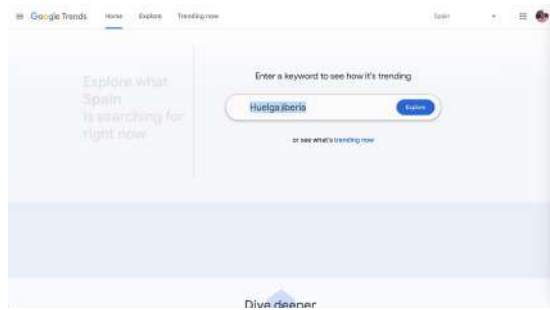 Google Trends
Home
Explore
Trending now
Spain
Explore what
Spain
is searching for
right now
Enter a keyword to see how it's trending
Huelga iberia
Explore
or see what's trending now
Dive deeper